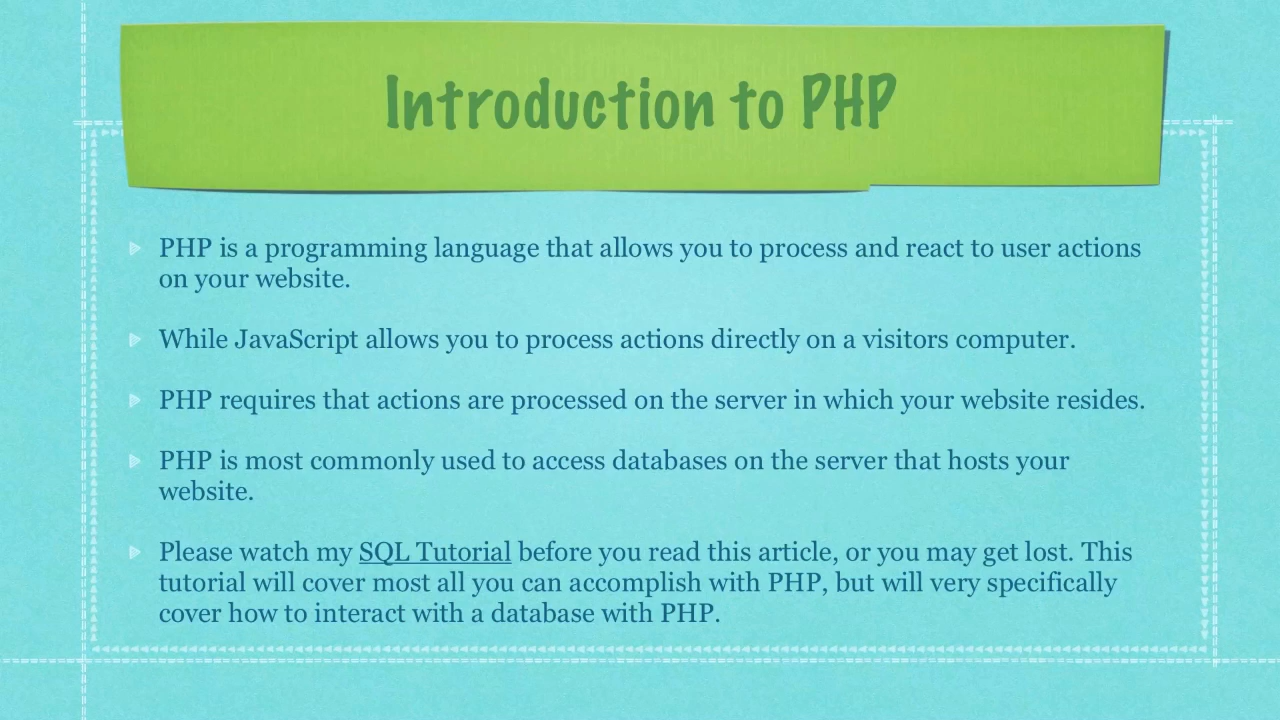 Introduction to PHP
PHP is a programming language that allows you to process and react to user actions
on your website.
While JavaScript allows you to process actions directly on a visitors computer.
PHP requires that actions are processed on the server in which your website resides.
PHP is most commonly used to access databases on the server that hosts your
website.
Please watch my SQL Tutorial before you read this article, or you may get lost. This
tutorial will cover most all you can accomplish with PHP, but will very specifically
cover how to interact with a database with PHP.